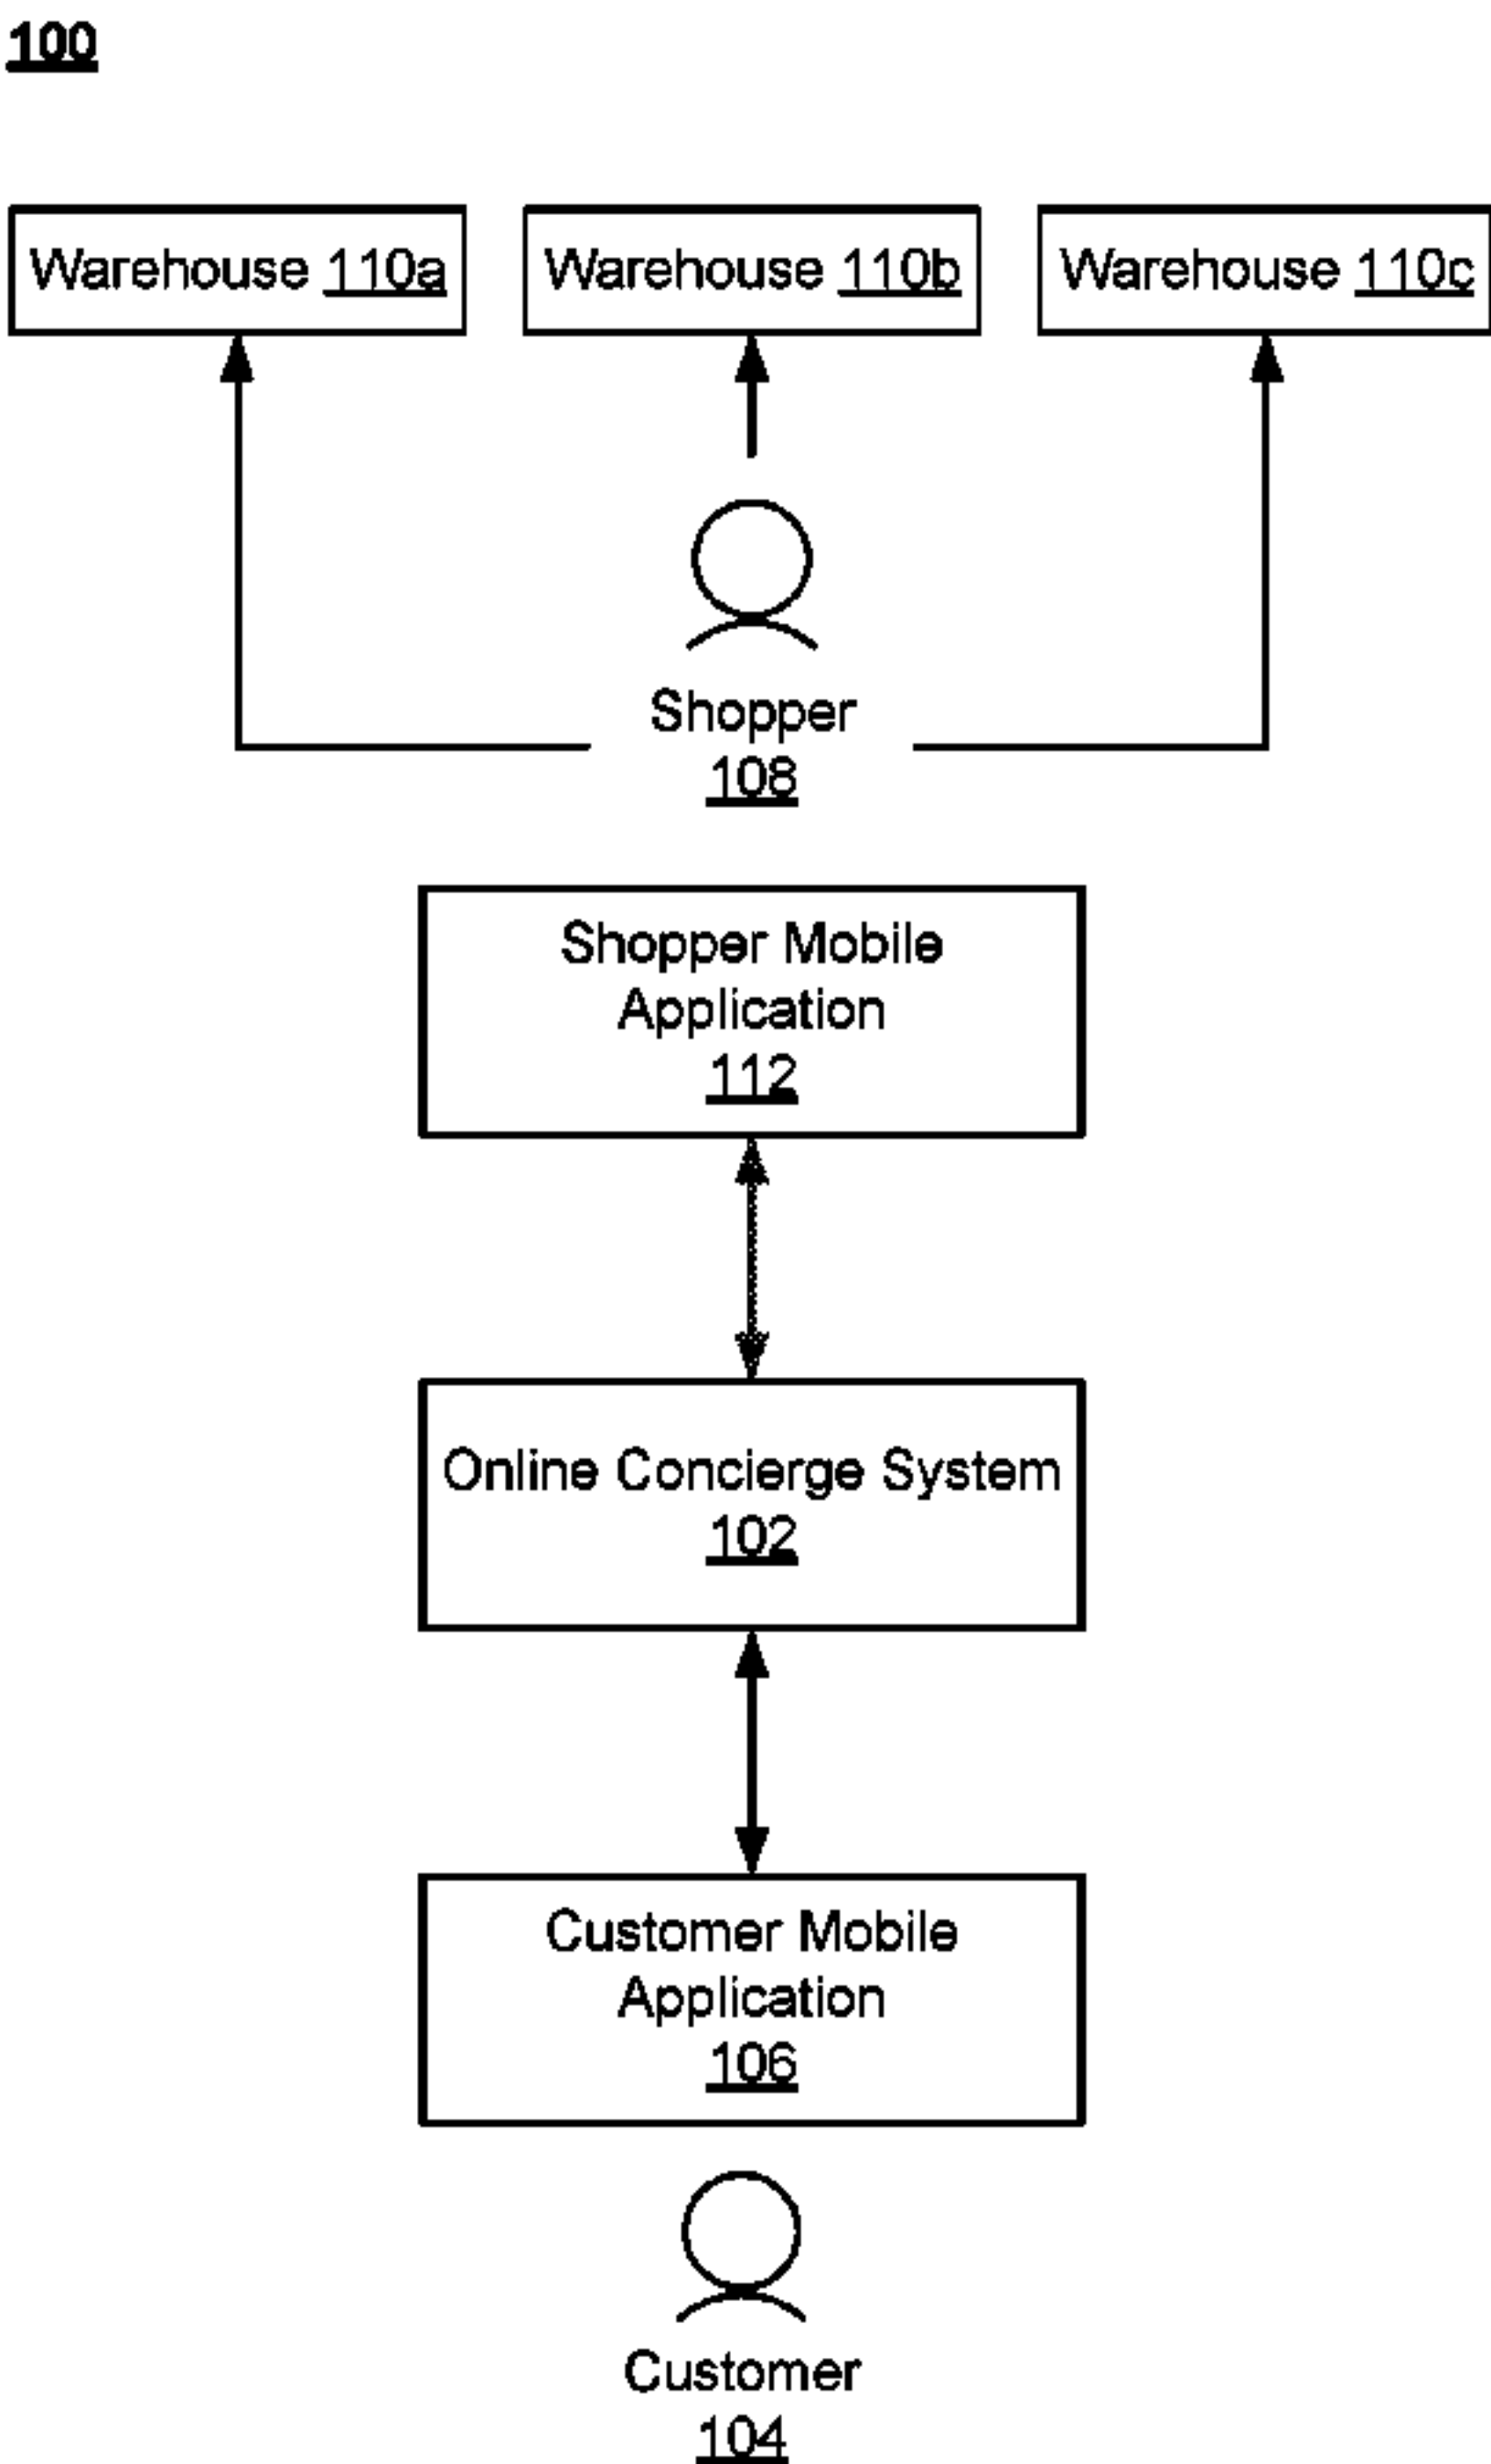 100
Warehouse 110a
Warehouse 110b
Warehouse 110c
Shopper
108
Shopper Mobile
Application
112
Online Concierge System
102
Customer Mobile
Application
106
Customer
104